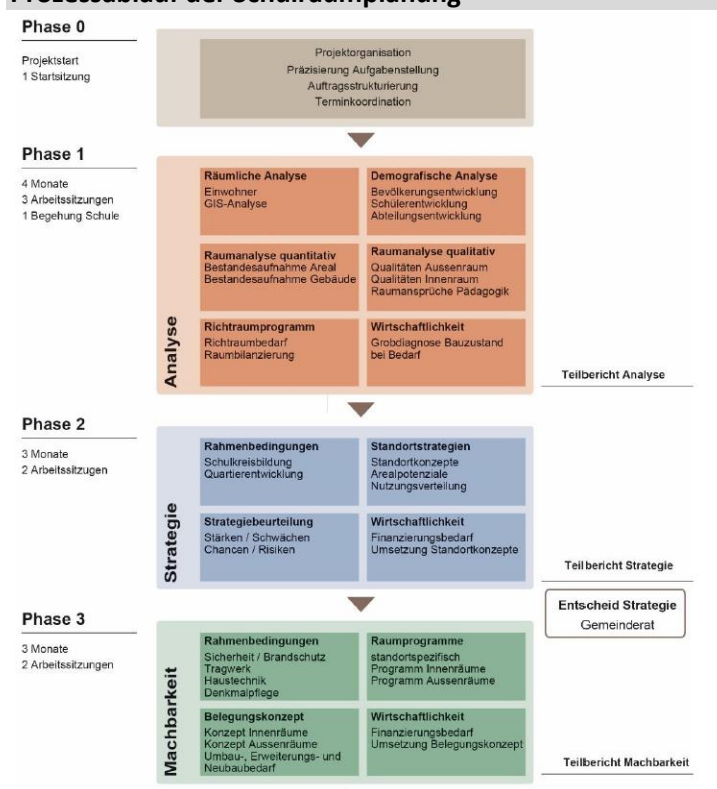 Prozessablauf der Schulraumplanung
Phase 0
Projektstart
1 Startsitzung
Projektorganisation
Präzisierung Aufgabenstellung
Auftragsstrukturierung
Terminkoordination
Phase 1
4 Monate
3 Arbeitssitzungen
1 Begehung Schule
Analyse
Räumliche Analyse
Einwohner
GIS-Analyse
Demografische Analyse
Bevölkerungsentwicklung
Schülerentwicklung
Abteilungsentwicklung
Raumanalyse quantitativ
Bestandesaufnahme Areal
Bestandesaufnahme Gebäude
Raumanalyse qualitativ
Qualitäten Aussenraum
Qualitäten Innenraum
Raumansprüche Pädagogik
Richtraumprogramm
Richtraumbedarf
Raumbilanzierung
Wirtschaftlichkeit
Grobdiagnose Bauzustand
bei Bedarf
Teilbericht Analyse
Phase 2
3 Monate
2 Arbeitssitzugen
Strategie
Rahmenbedingungen
Schulkreisbildung
Quartierentwicklung
Standortstrategien
Standortkonzepte
Arealpotenziale
Nutzungsverteilung
Strategiebeurteilung
Stärken / Schwächen
Chancen / Risiken
Wirtschaftlichkeit
Finanzierungsbedarf
Umsetzung Standortkonzepte
Teilbericht Strategie
Entscheid Strategie
Gemeinderat
Phase 3
3 Monate
2 Arbeitssitzungen
Machbarkeit
Rahmenbedingungen
Sicherheit / Brandschutz
Tragwerk
Haustechnik
Denkmalpflege
Raumprogramme
standortspezifisch
Programm Innenräume
Programm Aussenräume
Belegungskonzept
Konzept Innenräume
Konzept Aussenräume
Umbau-, Erweiterungs- und
Neubaubedarf
Wirtschaftlichkeit
Finanzierungsbedarf
Umsetzung Belegungskonzept
Teilbericht Machbarkeit